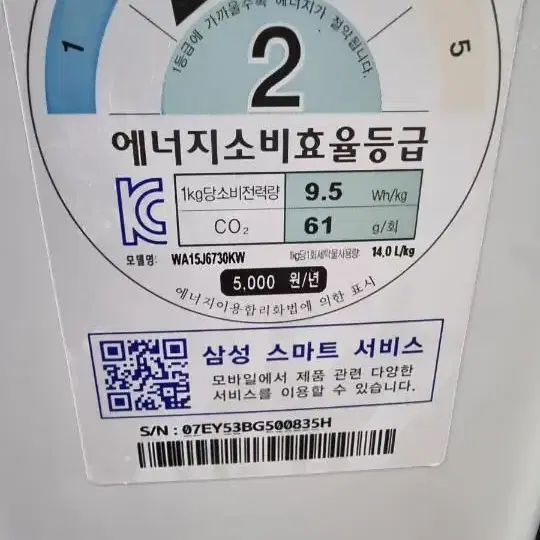 1등급에 가까울수록 에너지가 절약됩니다.
1
2
5
에너지소비효율등급
1kg당소비전력량 9.5 Wh/kg
CO₂ 61 g/회
모델명: WA15J6730KW 1kg당1회세탁물사용량: 14.0 L/kg
5,000 원/년
에너지이용합리화법에 의한 표시
삼성 스마트 서비스
모바일에서 제품 관련 다양한
서비스를 이용할 수 있습니다.
S/N : 07EY53BG500835H